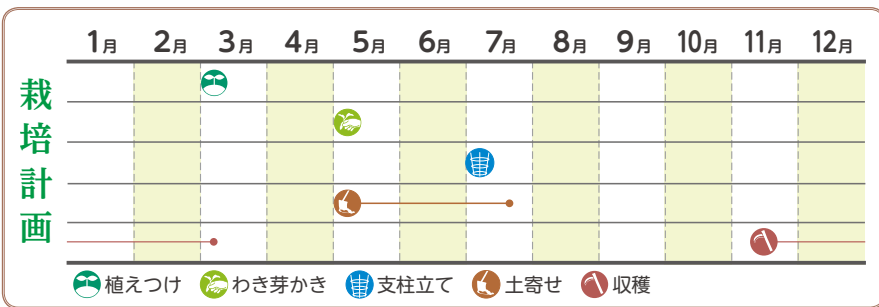 1月 2月 3月 4月 5月 6月 7月 8月 9月 10月 11月 12月
栽培計画
植えつけ わき芽かき 支柱立て 土寄せ 収穫